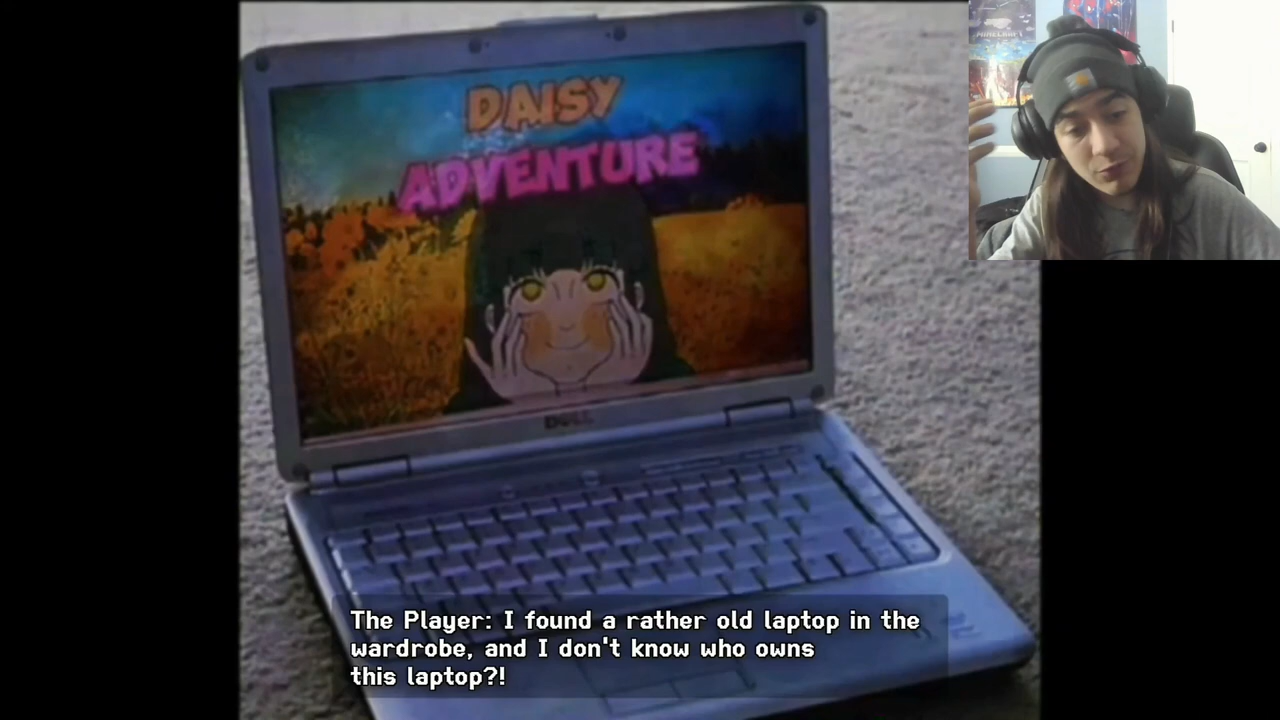 MINECRAFT
DAISY
ADVENTURE
DELL
The Player: I found a rather old laptop in the
wardrobe, and I don't know who owns
this laptop?!